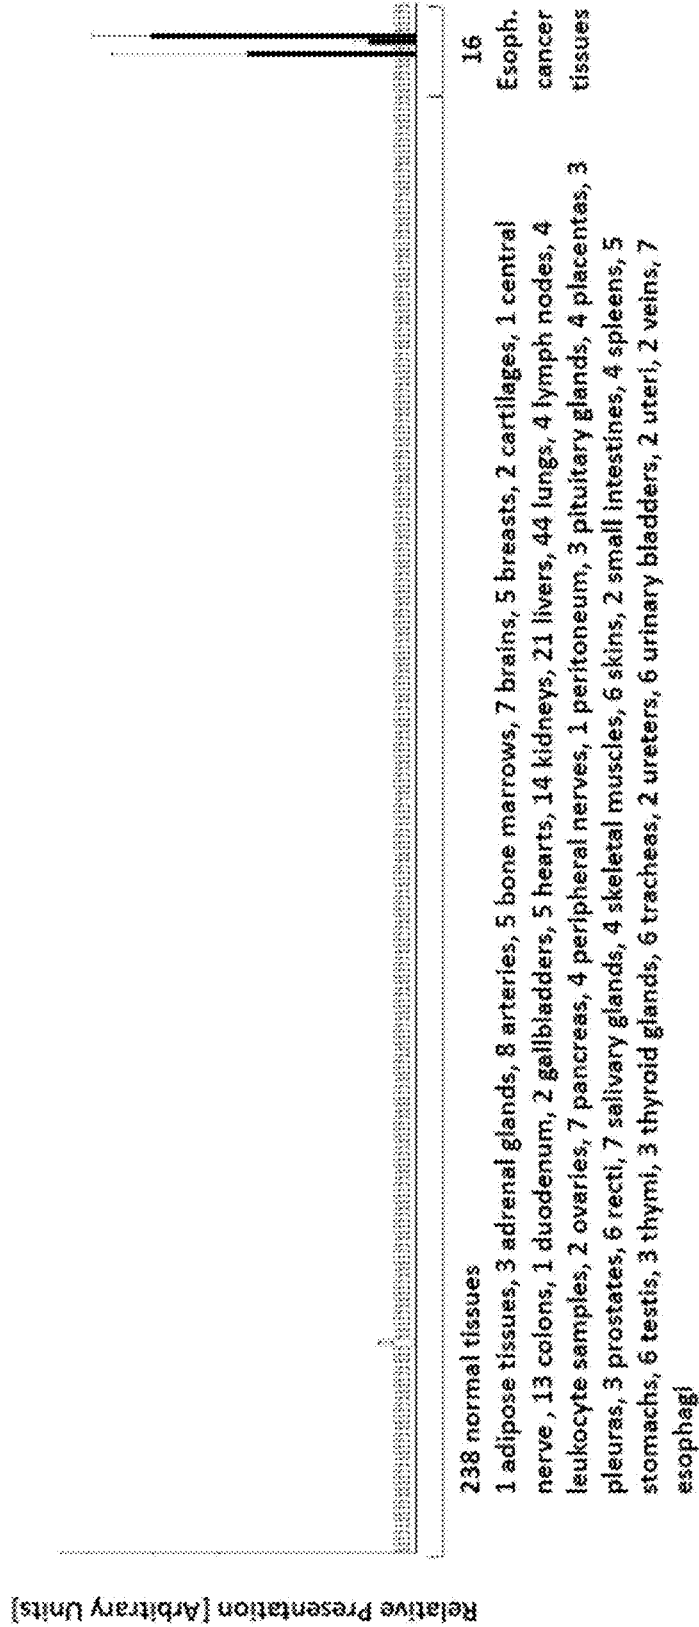 Relative Presentation [Arbitrary Units]
238 normal tissues
1 adipose tissues, 3 adrenal glands, 8 arteries, 5 bone marrows, 7 brains, 5 breasts, 2 cartilages, 1 central
nerve , 13 colons, 1 duodenum, 2 gallbladders, 5 hearts, 14 kidneys, 21 livers, 44 lungs, 4 lymph nodes, 4
leukocyte samples, 2 ovaries, 7 pancreas, 4 peripheral nerves, 1 peritoneum, 3 pituitary glands, 4 placentas, 3
pleuras, 3 prostates, 6 recti, 7 salivary glands, 4 skeletal muscles, 6 skins, 2 small intestines, 4 spleens, 5
stomachs, 6 testis, 3 thymi, 3 thyroid glands, 6 tracheas, 2 ureters, 6 urinary bladders, 2 uteri, 2 veins, 7
esophagi
16
Esoph.
cancer
tissues